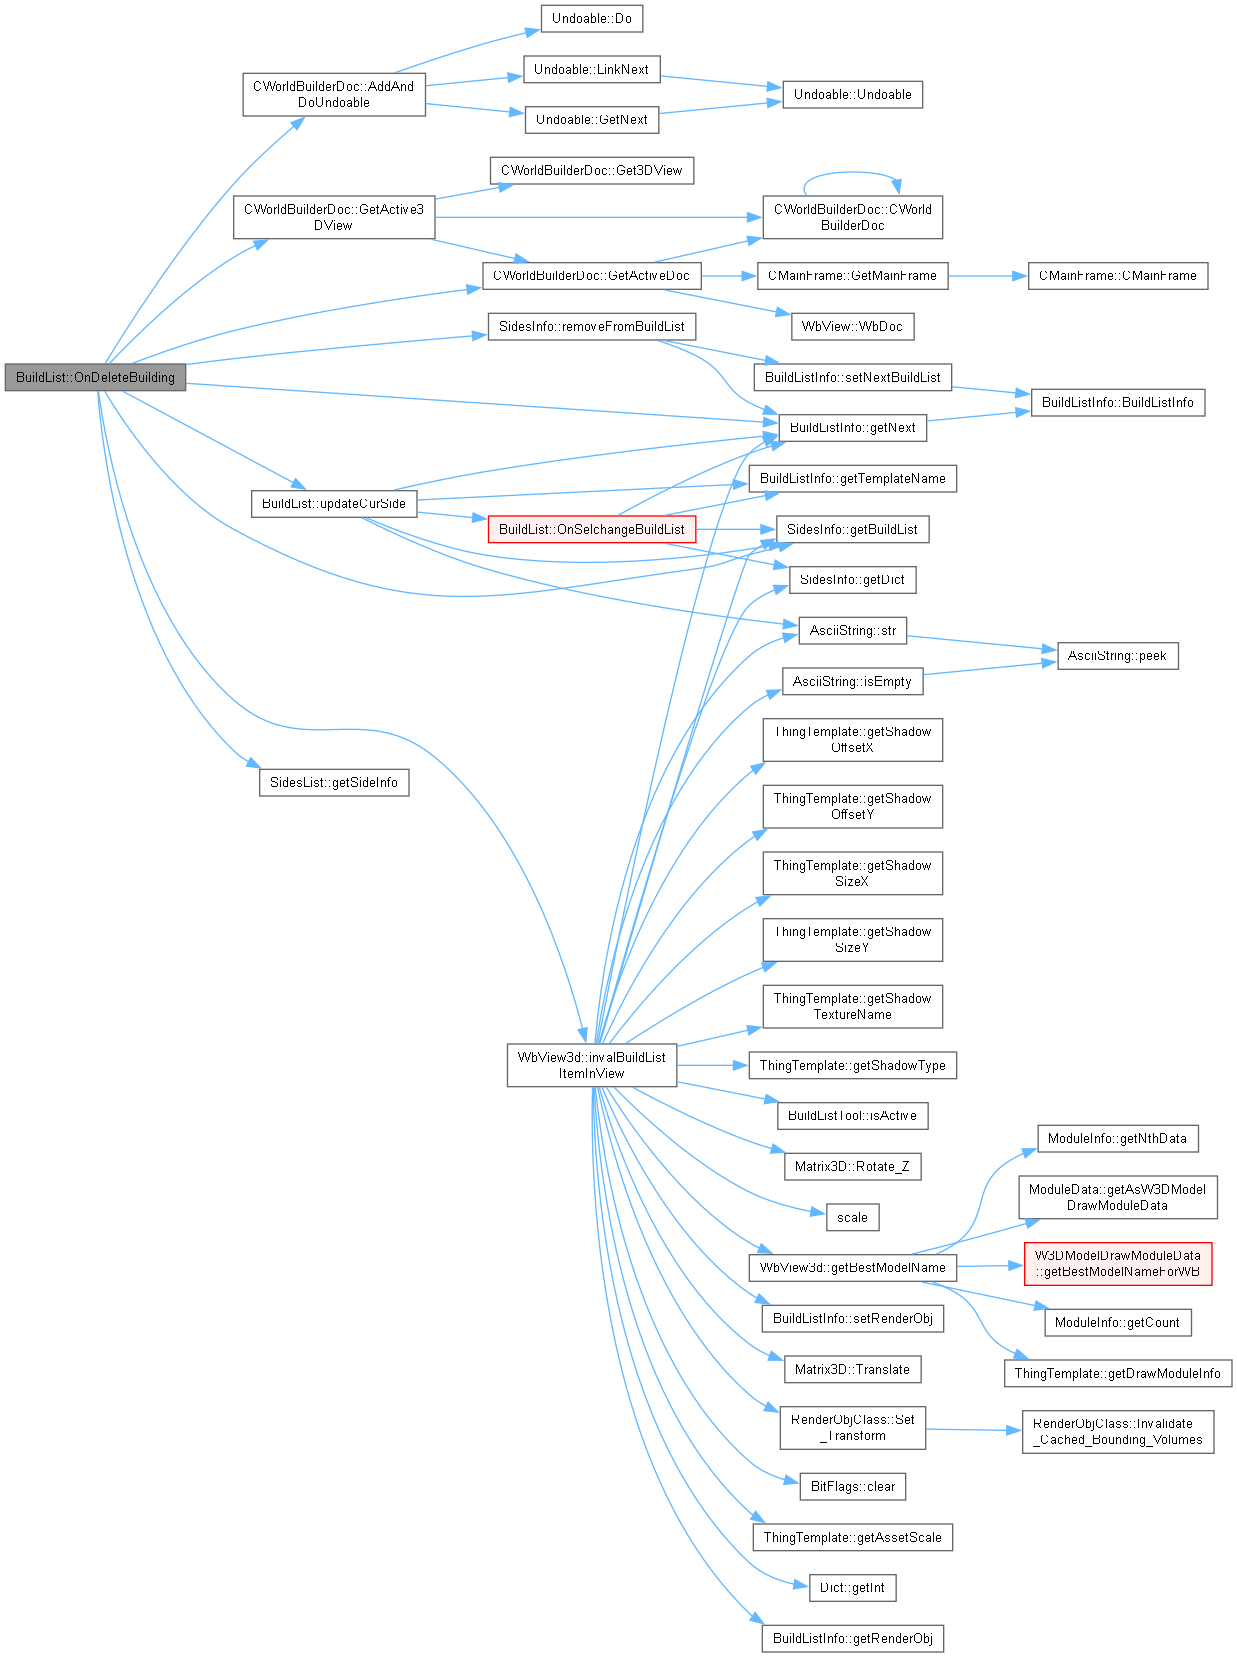 Undoable::Do
CWorldBuilderDoc::AddAnd
DoUndoable
Undoable::LinkNext
Undoable::Undoable
Undoable::GetNext
CWorldBuilderDoc::Get3DView
CWorldBuilderDoc::GetActive3
DView
CWorldBuilderDoc::CWorld
BuilderDoc
CWorldBuilderDoc::GetActiveDoc
CMainFrame::GetMainFrame
CMainFrame::CMainFrame
SidesInfo::removeFromBuildList
WbView::WbDoc
BuildList::OnDeleteBuilding
BuildListInfo::setNextBuildList
BuildListInfo::BuildListInfo
BuildListInfo::getNext
BuildListInfo::getTemplateName
BuildList::updateCurSide
BuildList::OnSelchangeBuildList
SidesInfo::getBuildList
SidesInfo::getDict
AsciiString::str
AsciiString::peek
AsciiString::isEmpty
ThingTemplate::getShadow
OffsetX
SidesList::getSideInfo
ThingTemplate::getShadow
OffsetY
ThingTemplate::getShadow
SizeX
ThingTemplate::getShadow
SizeY
ThingTemplate::getShadow
TextureName
WbView3d::invalBuildList
ItemInView
ThingTemplate::getShadowType
BuildListTool::isActive
Matrix3D::Rotate_Z
scale
ModuleInfo::getNthData
ModuleData::getAsW3DModel
DrawModuleData
WbView3d::getBestModelName
W3DModelDrawModuleData
::getBestModelNameForWB
BuildListInfo::setRenderObj
ModuleInfo::getCount
Matrix3D::Translate
ThingTemplate::getDrawModuleInfo
RenderObjClass::Set
_Transform
RenderObjClass::Invalidate
_Cached_Bounding_Volumes
BitFlags::clear
ThingTemplate::getAssetScale
Dict::getInt
BuildListInfo::getRenderObj